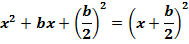 x² + bx + (b/2)² = (x + b/2)²